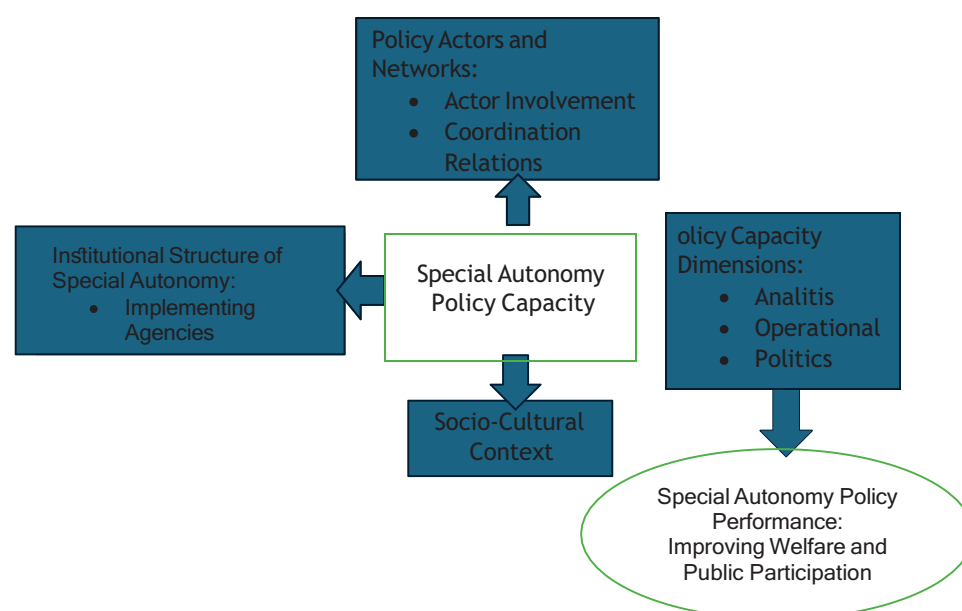 Policy Actors and
Networks:
• Actor Involvement
• Coordination
Relations
Institutional Structure of
Special Autonomy:
• Implementing
Agencies
Special Autonomy
Policy Capacity
olicy Capacity
Dimensions:
• Analitis
• Operational
• Politics
Socio-Cultural
Context
Special Autonomy Policy
Performance:
Improving Welfare and
Public Participation